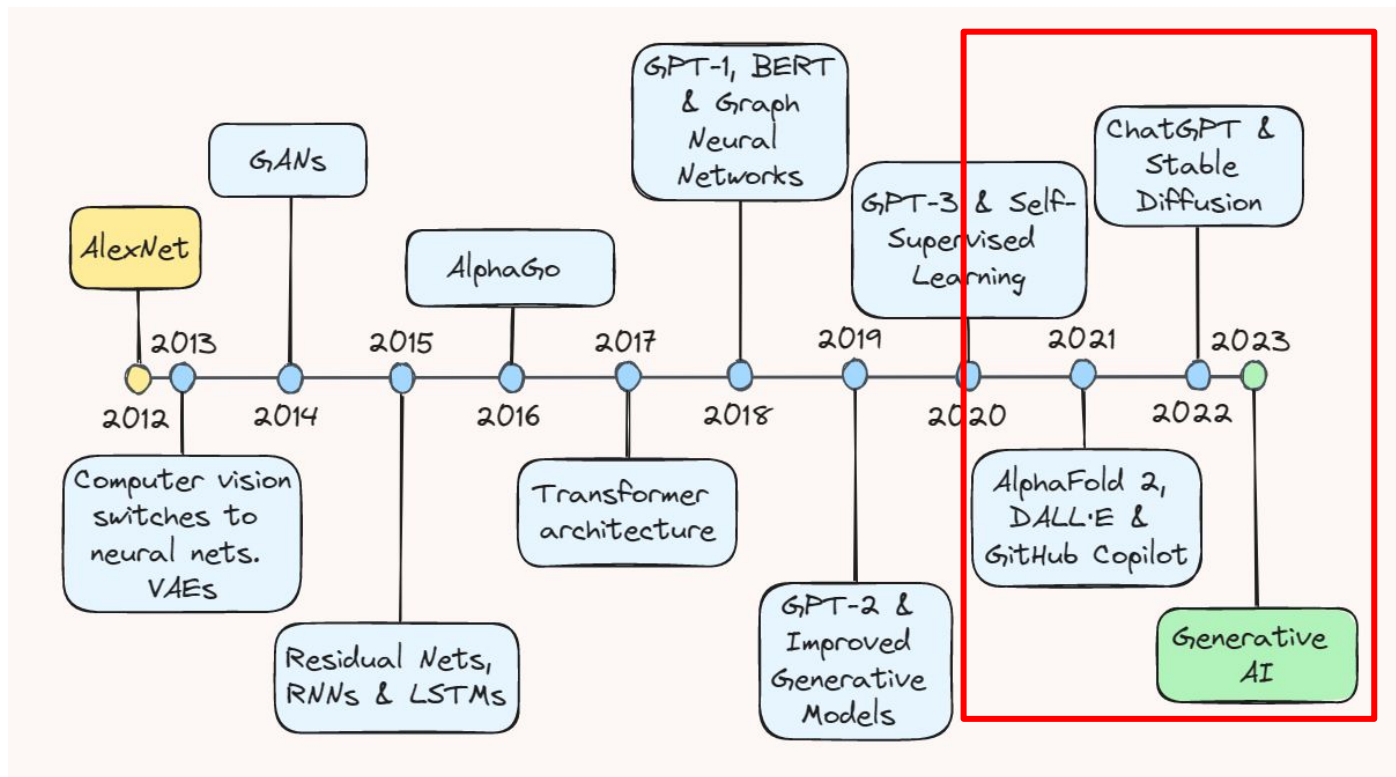 GPT-1, BERT
& Graph
Neural
Networks
ChatGPT &
Stable
Diffusion
GANs
GPT-3 & Self-
Supervised
Learning
AlexNet
AlphaGo
2013
2015
2017
2019
2021
2023
2012
2014
2016
2018
2020
2022
Computer vision
switches to
neural nets.
VAEs
Transformer
architecture
AlphaFold 2,
DALL·E &
GitHub Copilot
Residual Nets,
RNNs & LSTMs
GPT-2 &
Improved
Generative
Models
Generative
AI